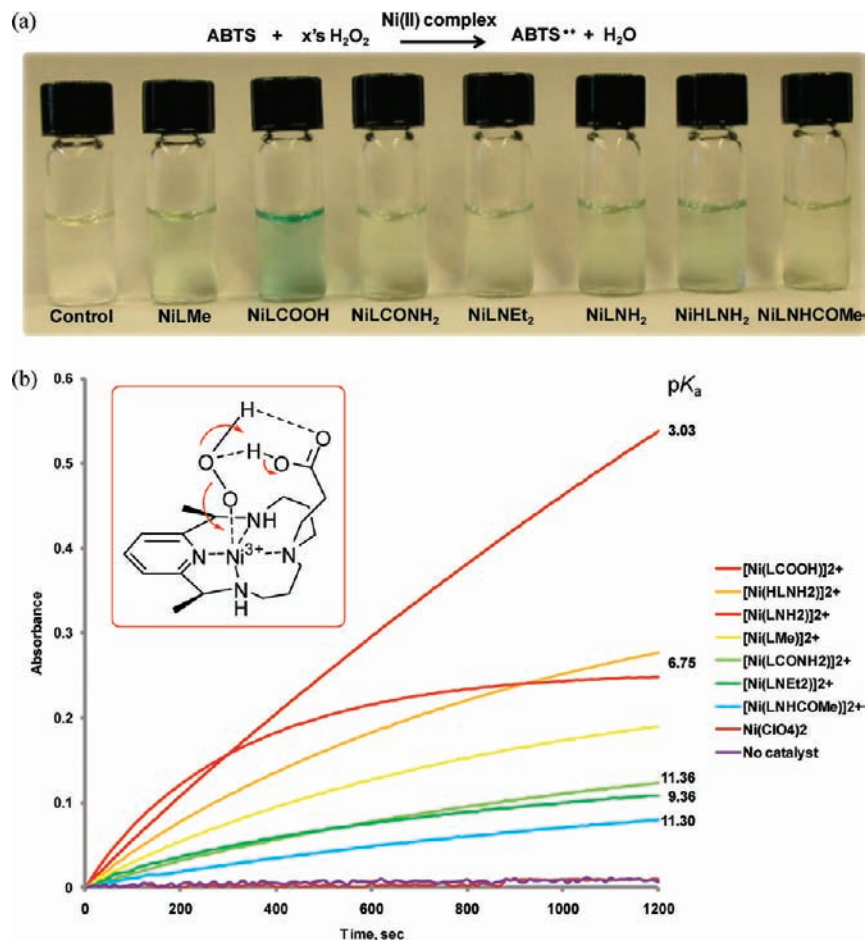 (a)
Ni(II) complex
ABTS + x's H₂O₂ ABTS•+ + H₂O
Control NiLMe NiLCOOH NiLCONH₂ NiLNEt₂ NiLNH₂ NiHLNH₂ NiLNHCOMe
(b)
pKₐ
0.6
0.5
0.4
0.3
0.2
0.1
0
Absorbance
H
O
H O
O
O
NH
N Ni3+ N
N
H
3.03
6.75
11.36
9.36
11.30
[Ni(LCOOH)]2+
[Ni(HLNH2)]2+
[Ni(LNH2)]2+
[Ni(LMe)]2+
[Ni(LCONH2)]2+
[Ni(LNEt2)]2+
[Ni(LNHCOMe)]2+
Ni(ClO4)2
No catalyst
0 200 400 600 800 1000 1200
Time, sec